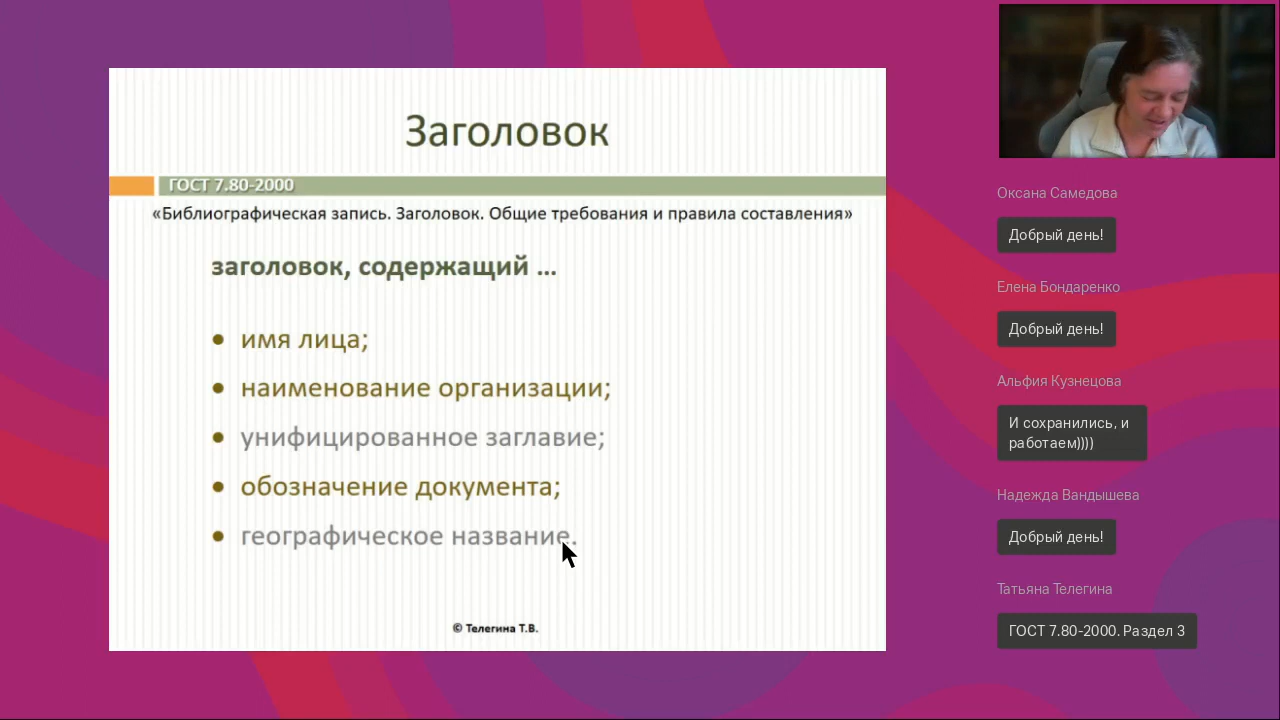 Заголовок
ГОСТ 7.80-2000
«Библиографическая запись. Заголовок. Общие требования и правила составления»
заголовок, содержащий ...
• имя лица;
• наименование организации;
• унифицированное заглавие;
• обозначение документа;
• географическое название.
© Телегина Т.В.
Оксана Самедова
Добрый день!
Елена Бондаренко
Добрый день!
Альфия Кузнецова
И сохранились, и
работаем))))
Надежда Вандышева
Добрый день!
Татьяна Телегина
ГОСТ 7.80-2000. Раздел 3